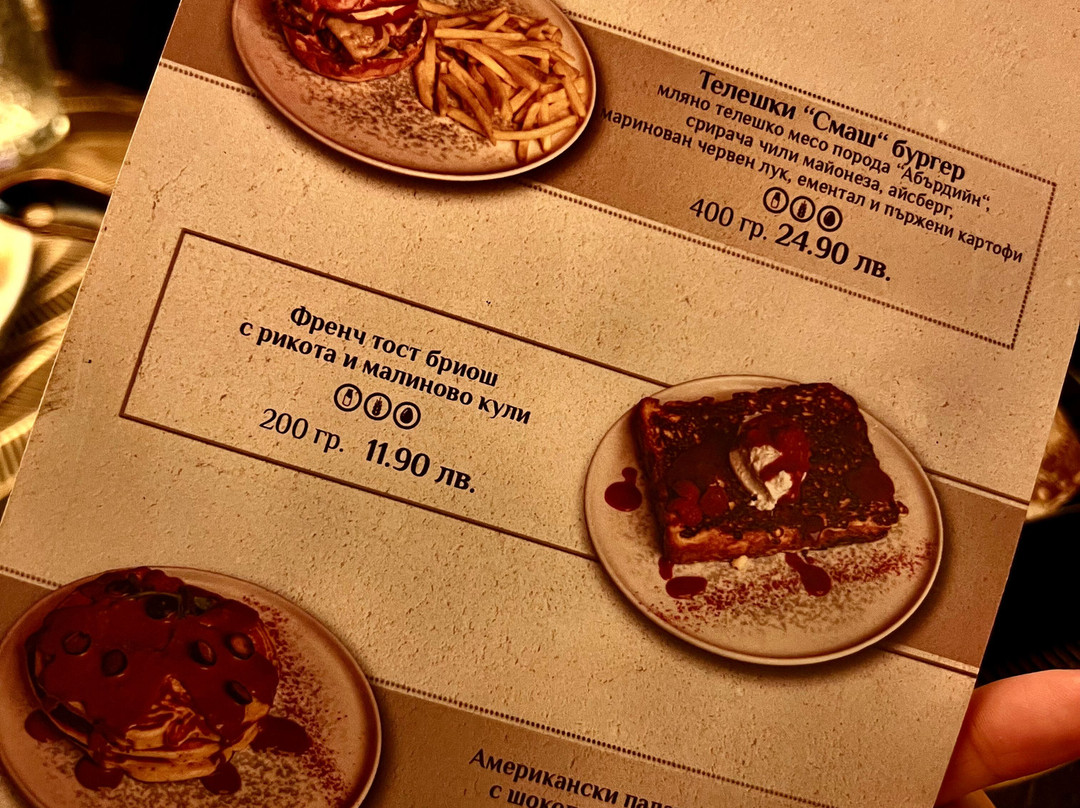 Телешки “Смаш“ бургер
мляно телешко месо порода “Абърдийн“,
срирача чили майонеза, айсберг,
маринован червен лук, ементал и пържени картофи
400 гр. 24.90 лв.
Френч тост бриош
с рикота и малиново кули
200 гр. 11.90 лв.
Американски
с